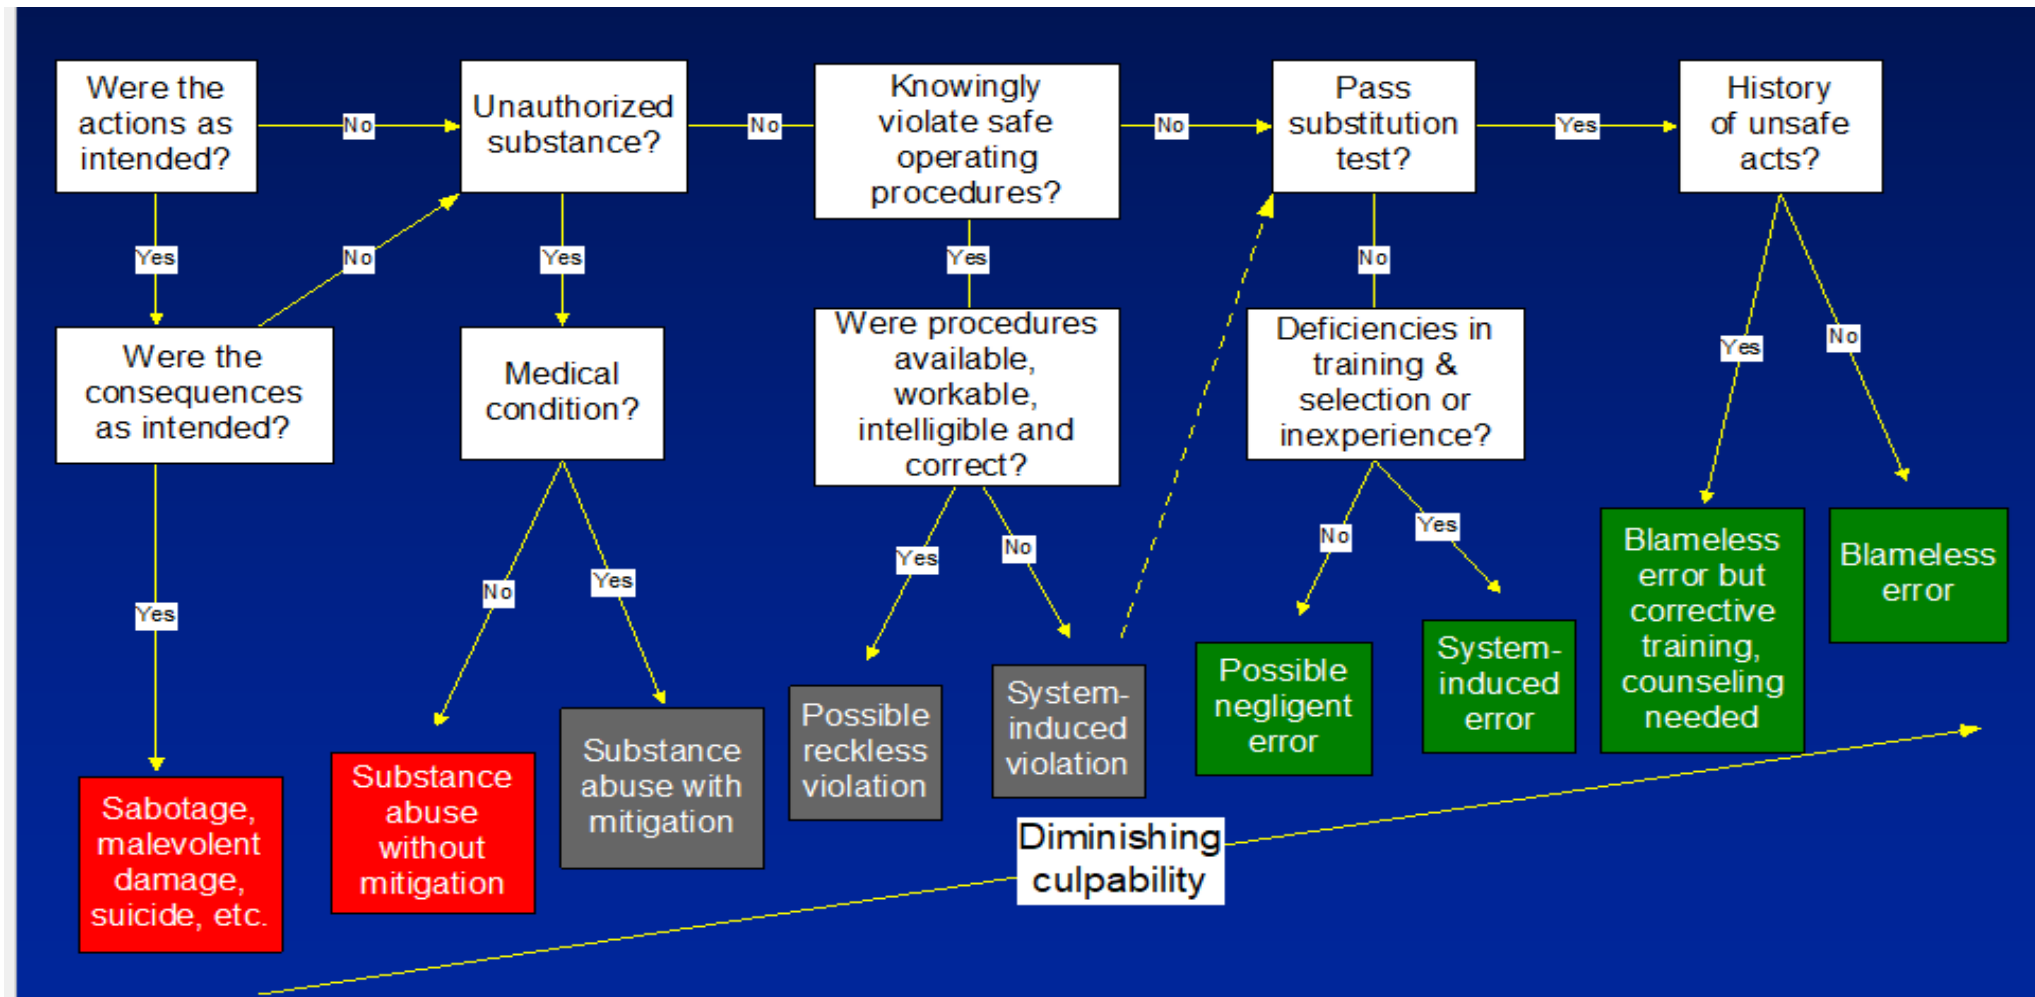 Were the
actions as
intended?
No
Unauthorized
substance?
No
Knowingly
violate safe
operating
procedures?
No
Pass
substitution
test?
Yes
History
of unsafe
acts?
Yes
No
Yes
Yes
No
Were the
consequences
as intended?
Medical
condition?
Were procedures
available,
workable,
intelligible and
correct?
Deficiencies in
training &
selection or
inexperience?
Yes
No
Yes
No
Yes
Yes
No
No
Yes
Sabotage,
malevolent
damage,
suicide, etc.
Substance
abuse
without
mitigation
Substance
abuse with
mitigation
Possible
reckless
violation
System-
induced
violation
Possible
negligent
error
System-
induced
error
Blameless
error but
corrective
training,
counseling
needed
Blameless
error
Diminishing
culpability